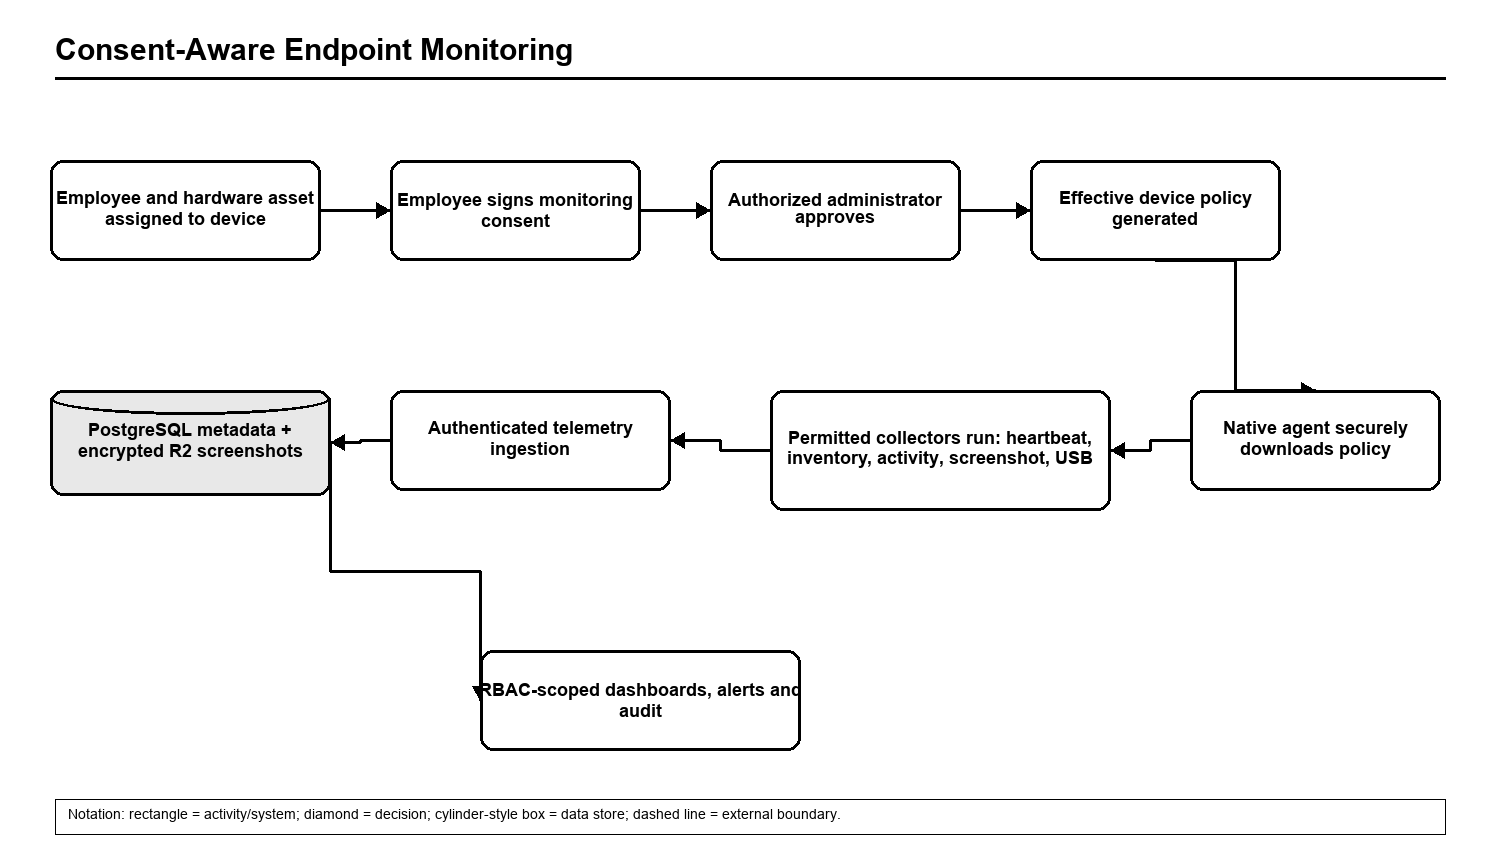 Consent-Aware Endpoint Monitoring
Employee and hardware asset
assigned to device
Employee signs monitoring
consent
Authorized administrator
approves
Effective device policy
generated
PostgreSQL metadata +
encrypted R2 screenshots
Authenticated telemetry
ingestion
Permitted collectors run: heartbeat,
inventory, activity, screenshot, USB
Native agent securely
downloads policy
RBAC-scoped dashboards, alerts and
audit
Notation: rectangle = activity/system; diamond = decision; cylinder-style box = data store; dashed line = external boundary.